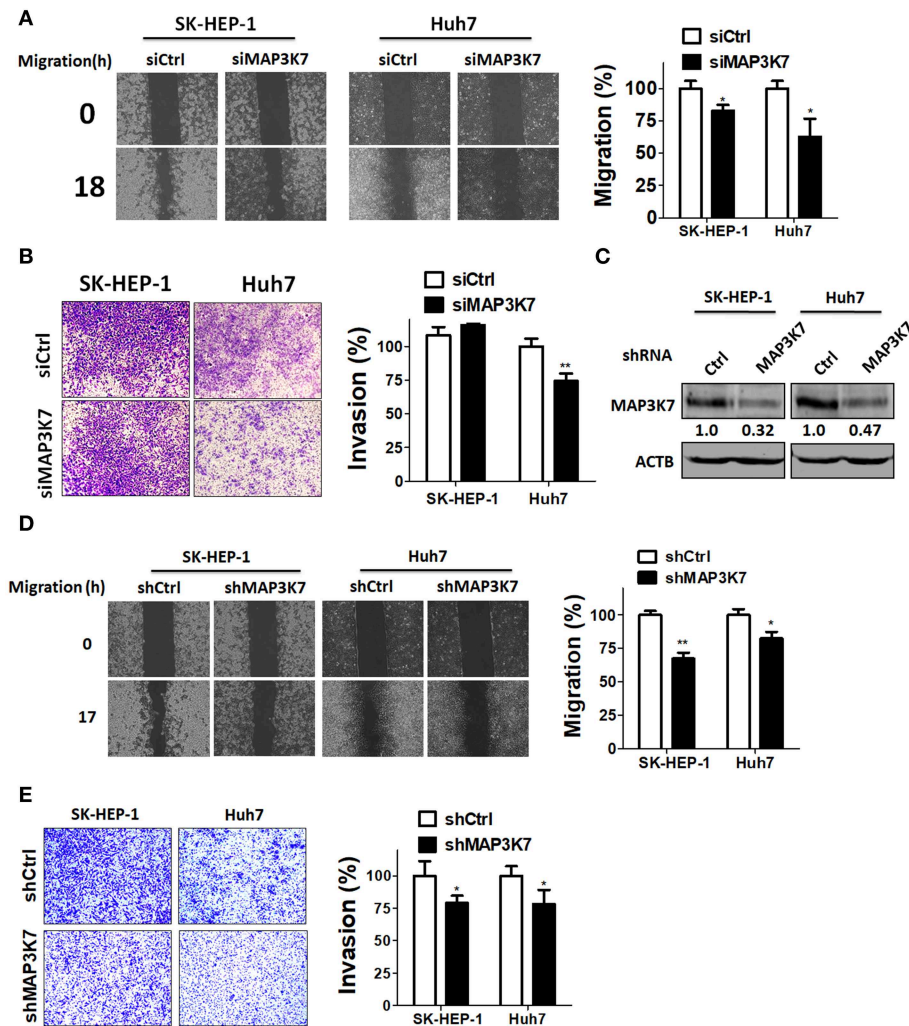 A
SK-HEP-1
Huh7
Migration(h)
siCtrl
siMAP3K7
siCtrl
siMAP3K7
0
18
siCtrl
siMAP3K7
Migration (%)
100
75
50
25
0
*
*
SK-HEP-1
Huh7
B
SK-HEP-1
Huh7
siCtrl
siMAP3K7
siCtrl
siMAP3K7
Invasion (%)
100
75
50
25
0
**
SK-HEP-1
Huh7
C
SK-HEP-1
Huh7
shRNA
Ctrl
MAP3K7
Ctrl
MAP3K7
MAP3K7
1.0
0.32
1.0
0.47
ACTB
D
SK-HEP-1
Huh7
Migration (h)
shCtrl
shMAP3K7
shCtrl
shMAP3K7
0
17
shCtrl
shMAP3K7
Migration (%)
100
75
50
25
0
**
*
SK-HEP-1
Huh7
E
SK-HEP-1
Huh7
shCtrl
shMAP3K7
shCtrl
shMAP3K7
Invasion (%)
100
75
50
25
0
*
*
SK-HEP-1
Huh7